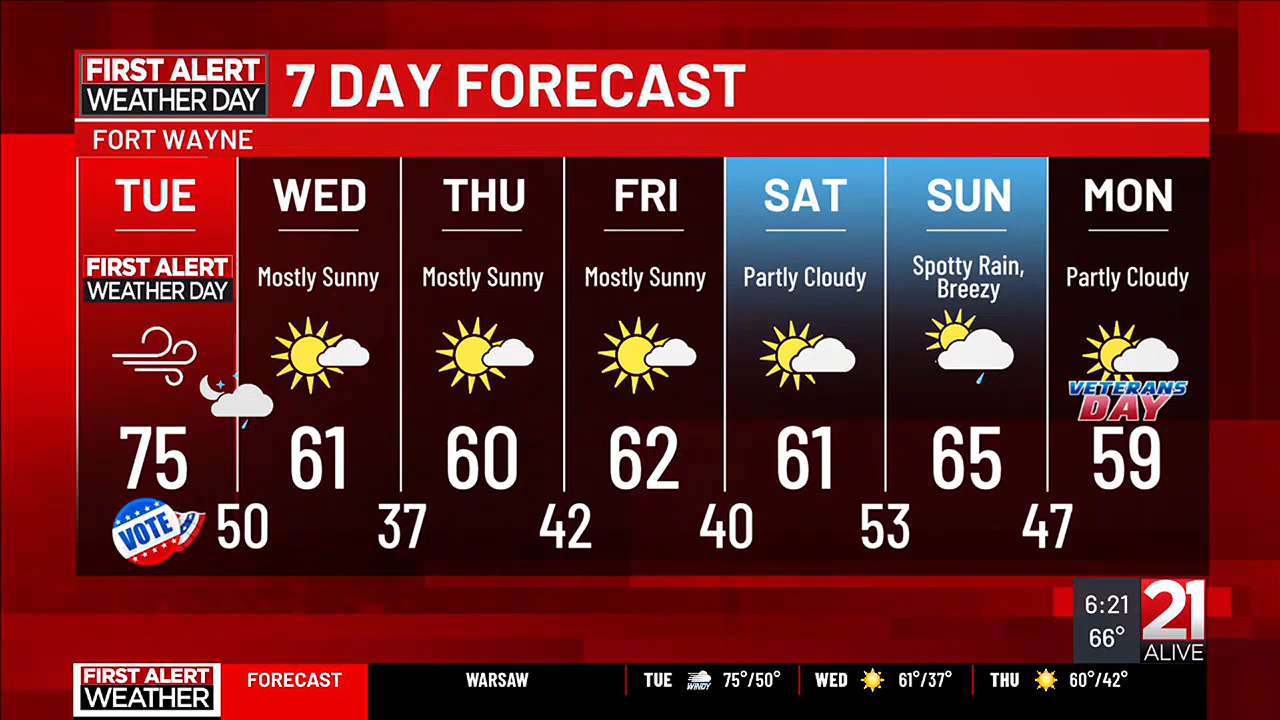 FIRST ALERT
WEATHER DAY
7 DAY FORECAST
FORT WAYNE
TUE
WED
THU
FRI
SAT
SUN
MON
FIRST ALERT
WEATHER DAY
Mostly Sunny
Mostly Sunny
Mostly Sunny
Partly Cloudy
Spotty Rain,
Breezy
Partly Cloudy
VETERANS
DAY
75
61
60
62
61
65
59
VOTE
50
37
42
40
53
47
6:21
66°
21
ALIVE
FIRST ALERT
WEATHER
FORECAST
WARSAW
TUE WINDY 75°/50°
WED 61°/37°
THU 60°/42°